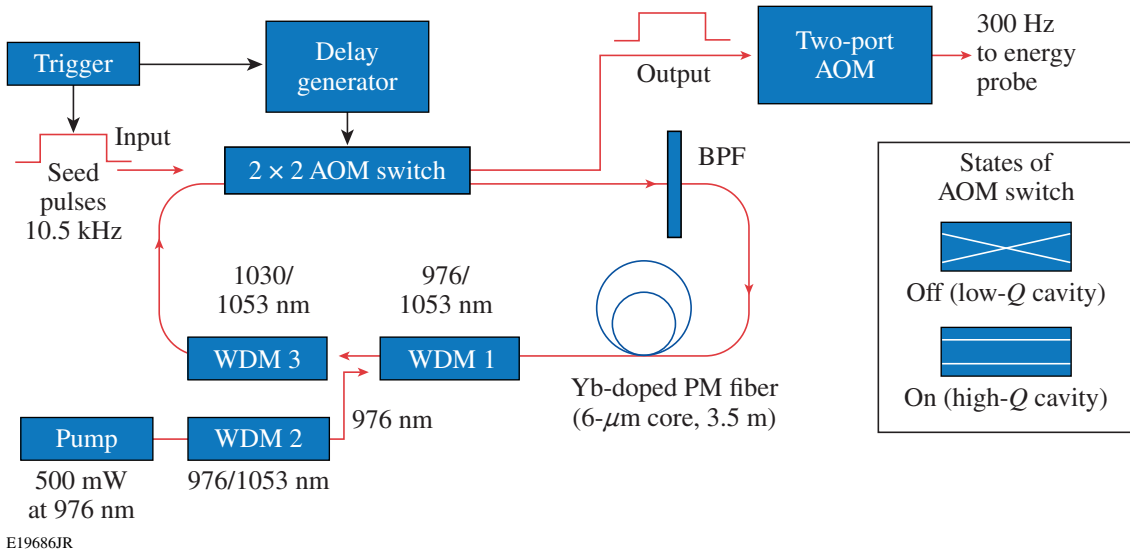 Trigger
Delay
generator
Output
Two-port
AOM
300 Hz
to energy
probe
Input
Seed
pulses
10.5 kHz
2 × 2 AOM switch
BPF
States of
AOM switch
Off (low-Q cavity)
On (high-Q cavity)
1030/
1053 nm
976/
1053 nm
WDM 3
WDM 1
Yb-doped PM fiber
(6-μm core, 3.5 m)
976 nm
Pump
WDM 2
500 mW
at 976 nm
976/1053 nm
E19686JR